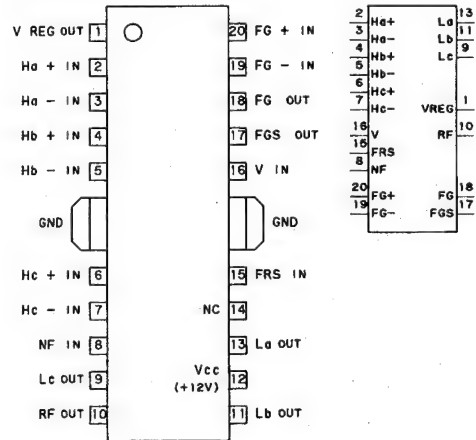 V REG OUT 1 20 FG + IN
Ha + IN 2 19 FG - IN
Ha - IN 3 18 FG OUT
Hb + IN 4 17 FGS OUT
Hb - IN 5 16 V IN
GND GND
Hc + IN 6 15 FRS IN
Hc - IN 7 NC 14
NF IN 8 13 La OUT
Lc OUT 9 Vcc 12
(+12V)
RF OUT 10 11 Lb OUT
2 Ha+ La 13
3 Ha- Lb 11
4 Hb+ Lc 9
5 Hb-
6 Hc+
7 Hc- VREG 1
16 V RF 10
15 FRS
8 NF
20 FG+ FG 18
19 FG- FGS 17